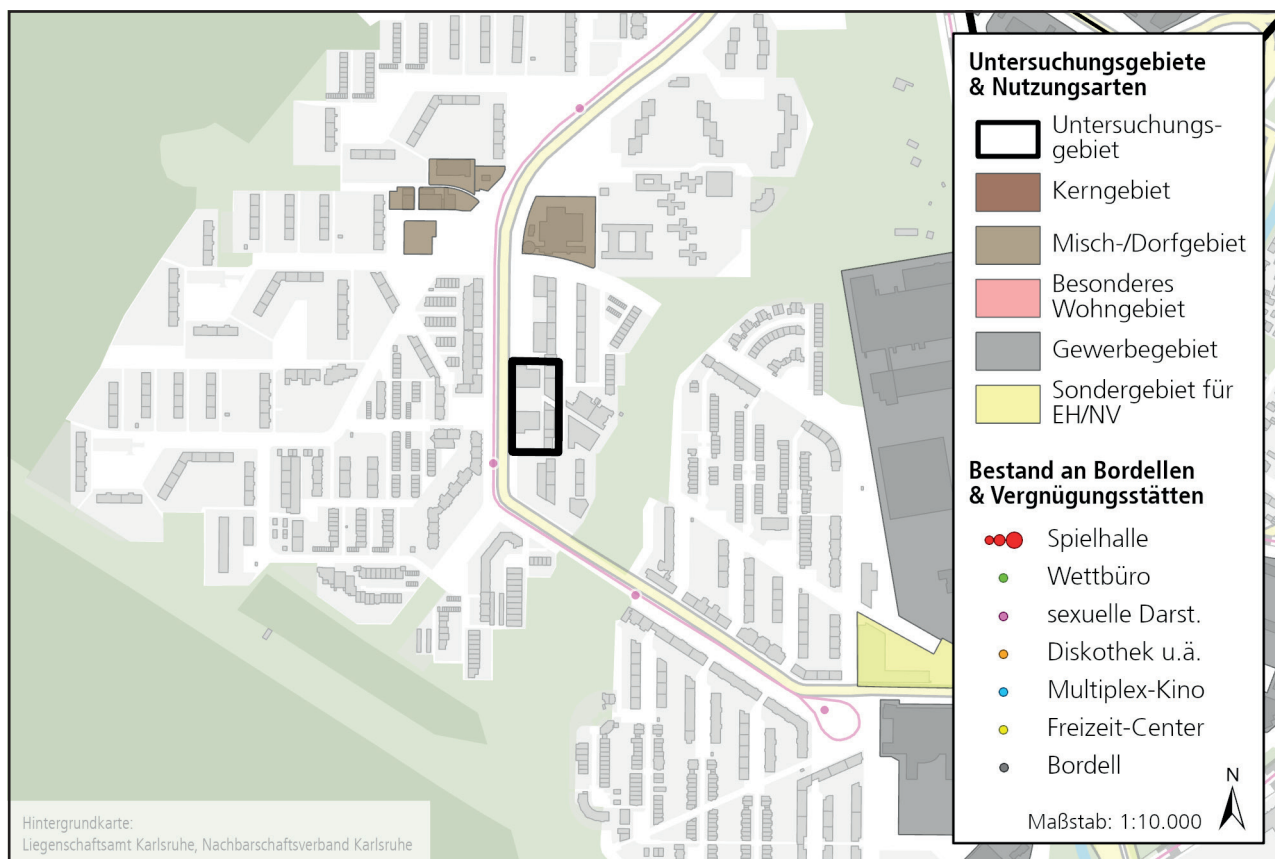 Untersuchungsgebiete
& Nutzungsarten
Untersuchungs-
gebiet
Kerngebiet
Misch-/Dorfgebiet
Besonderes
Wohngebiet
Gewerbegebiet
Sondergebiet für
EH/NV
Bestand an Bordellen
& Vergnügungsstätten
Spielhalle
Wettbüro
sexuelle Darst.
Diskothek u.ä.
Multiplex-Kino
Freizeit-Center
Bordell
N
Maßstab: 1:10.000
Hintergrundkarte:
Liegenschaftsamt Karlsruhe, Nachbarschaftsverband Karlsruhe